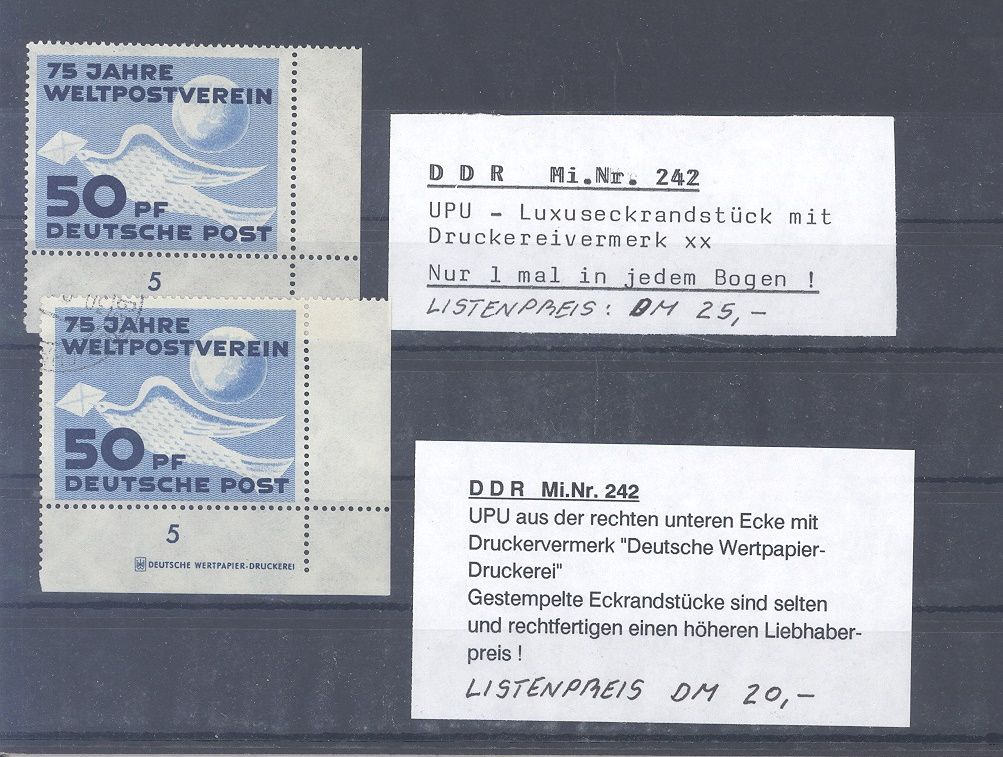 75 JAHRE
WELTPOSTVEREIN
50 PF
DEUTSCHE POST
5
75 JAHRE
WELTPOSTVEREIN
50 PF
DEUTSCHE POST
5
DEUTSCHE WERTPAPIER-DRUCKEREI
D D R Mi.Nr. 242
UPU - Luxuseckrandstück mit
Druckereivermerk xx
Nur 1 mal in jedem Bogen !
LISTENPREIS: DM 25,-
D D R Mi.Nr. 242
UPU aus der rechten unteren Ecke mit
Druckervermerk "Deutsche Wertpapier-
Druckerei"
Gestempelte Eckrandstücke sind selten
und rechtfertigen einen höheren Liebhaber-
preis !
LISTENPREIS DM 20,-